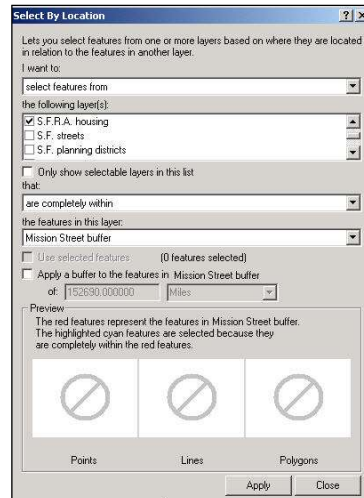 Select By Location
Lets you select features from one or more layers based on where they are located
in relation to the features in another layer.
I want to:
select features from
the following layer(s):
S.F.R.A. housing
S.F. streets
S.F. planning districts
Only show selectable layers in this list
that:
are completely within
the features in this layer:
Mission Street buffer
Use selected features (0 features selected)
Apply a buffer to the features in Mission Street buffer
of: 152690.000000 Miles
Preview
The red features represent the features in Mission Street buffer.
The highlighted cyan features are selected because they
are completely within the red features.
Points Lines Polygons
Apply Close